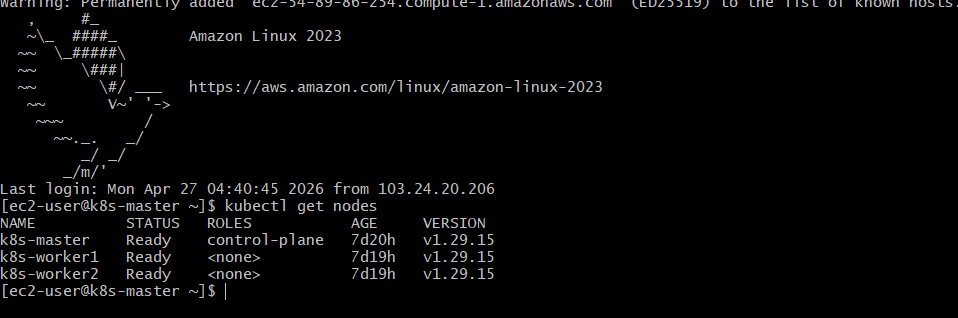 Warning: Permanently added 'ec2-54-89-86-254.compute-1.amazonaws.com' (ED25519) to the list of known hosts.
   ,     #_
   ~\_  ####_        Amazon Linux 2023
  ~~  \_#####\
  ~~     \###|
  ~~       \#/ ___   https://aws.amazon.com/linux/amazon-linux-2023
   ~~       V~' '->
    ~~~         /
      ~~._.   _/
         _/ _/
       _/m/'
Last login: Mon Apr 27 04:40:45 2026 from 103.24.20.206
[ec2-user@k8s-master ~]$ kubectl get nodes
NAME          STATUS   ROLES           AGE     VERSION
k8s-master    Ready    control-plane   7d20h   v1.29.15
k8s-worker1   Ready    <none>          7d19h   v1.29.15
k8s-worker2   Ready    <none>          7d19h   v1.29.15
[ec2-user@k8s-master ~]$